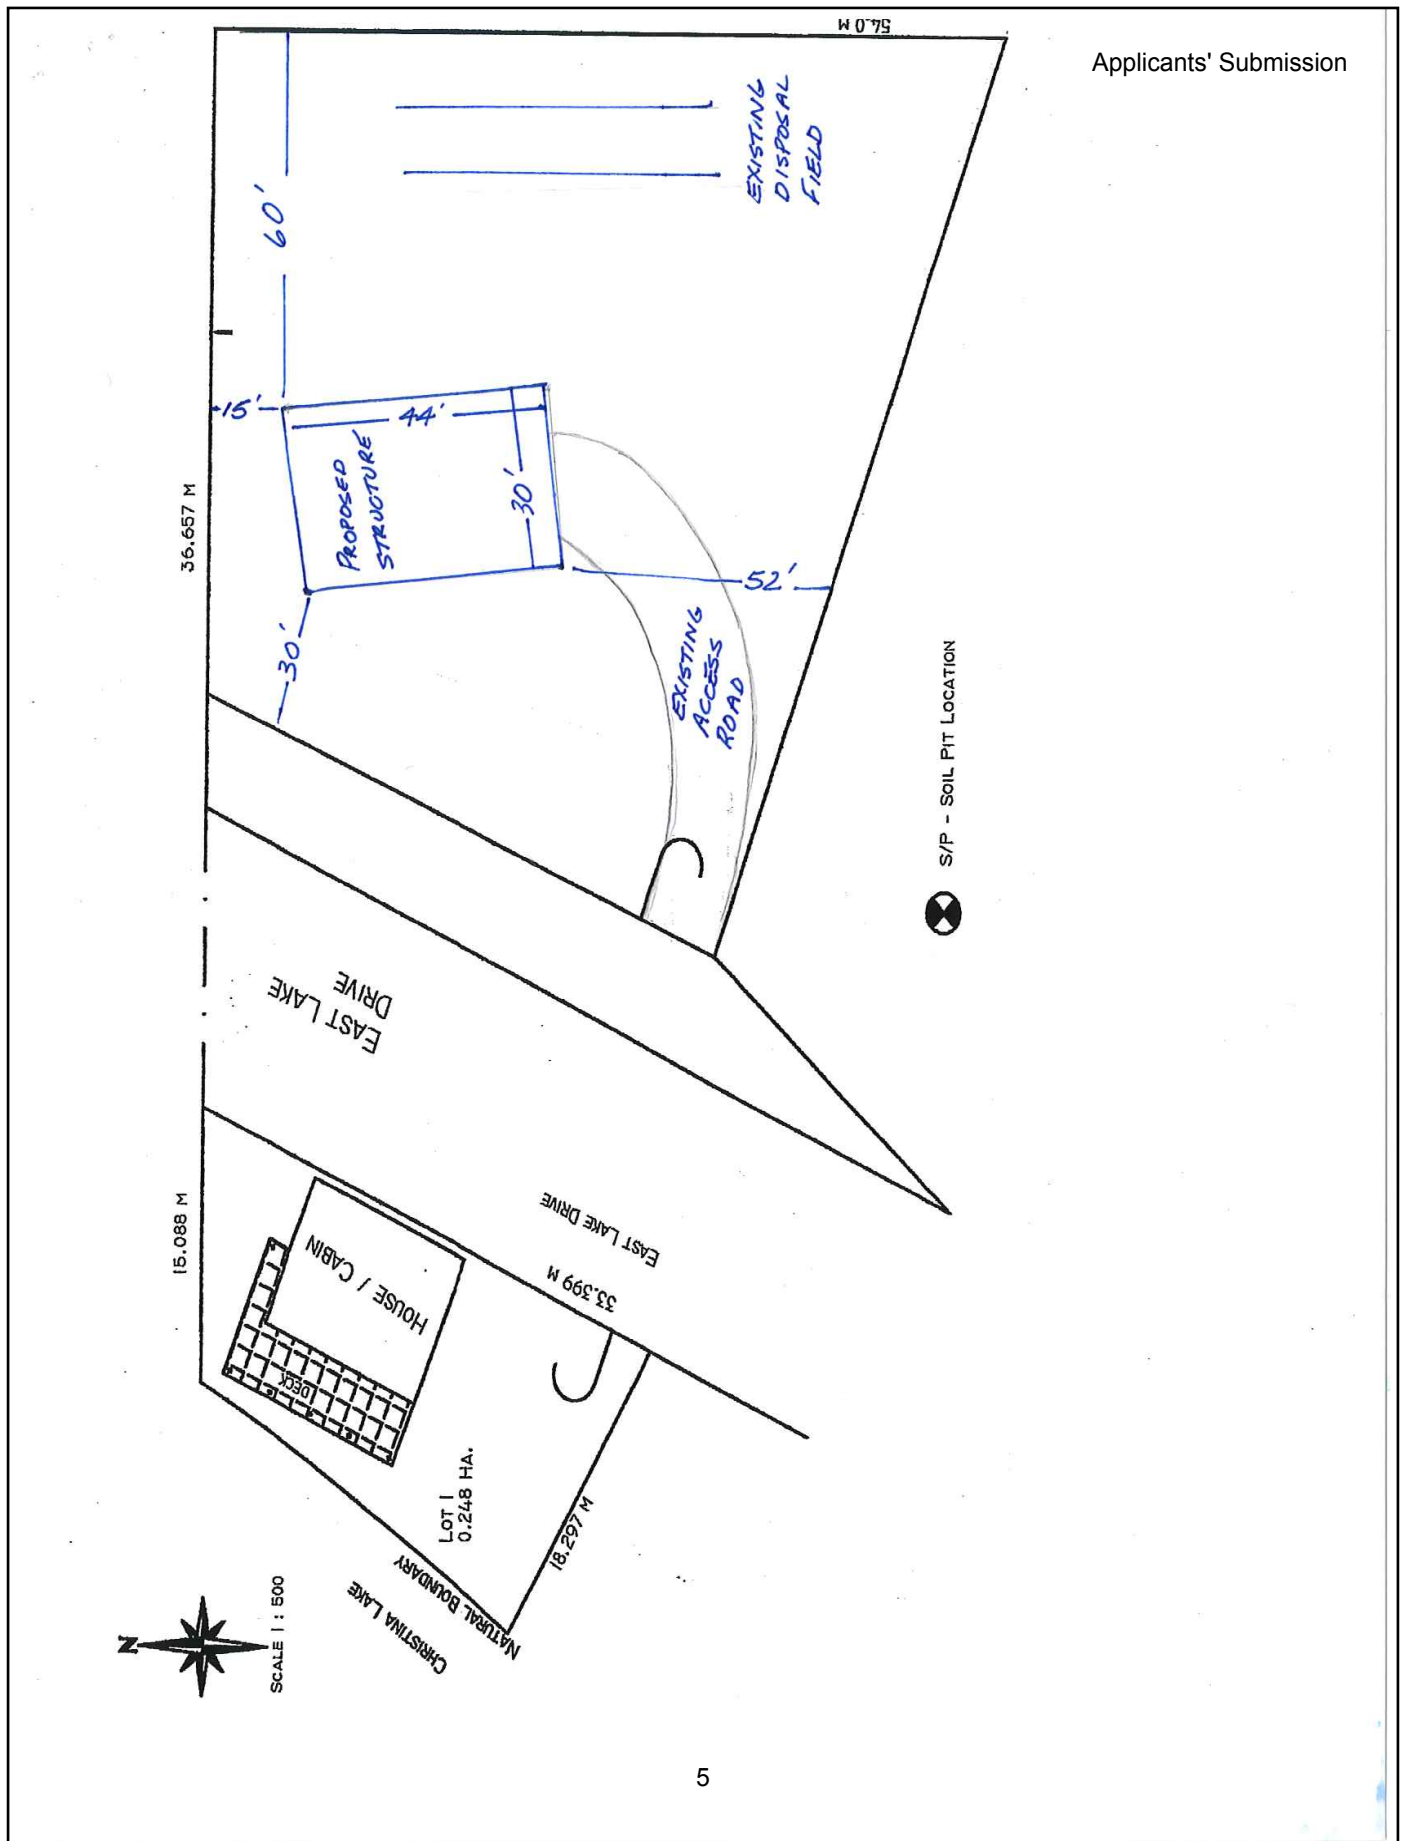 Applicants' Submission
54.0 M
EXISTING
DISPOSAL
FIELD
60'
15'
44'
PROPOSED
STRUCTURE
30'
36.657 M
52'
30'
EXISTING
ACCESS
ROAD
S/P - SOIL PIT LOCATION
EAST LAKE
DRIVE
15.088 M
EAST LAKE DRIVE
33.399 M
HOUSE / CABIN
DECK
LOT 1
0.248 HA.
18.297 M
NATURAL BOUNDARY
CHRISTINA LAKE
N
SCALE 1 : 500
5